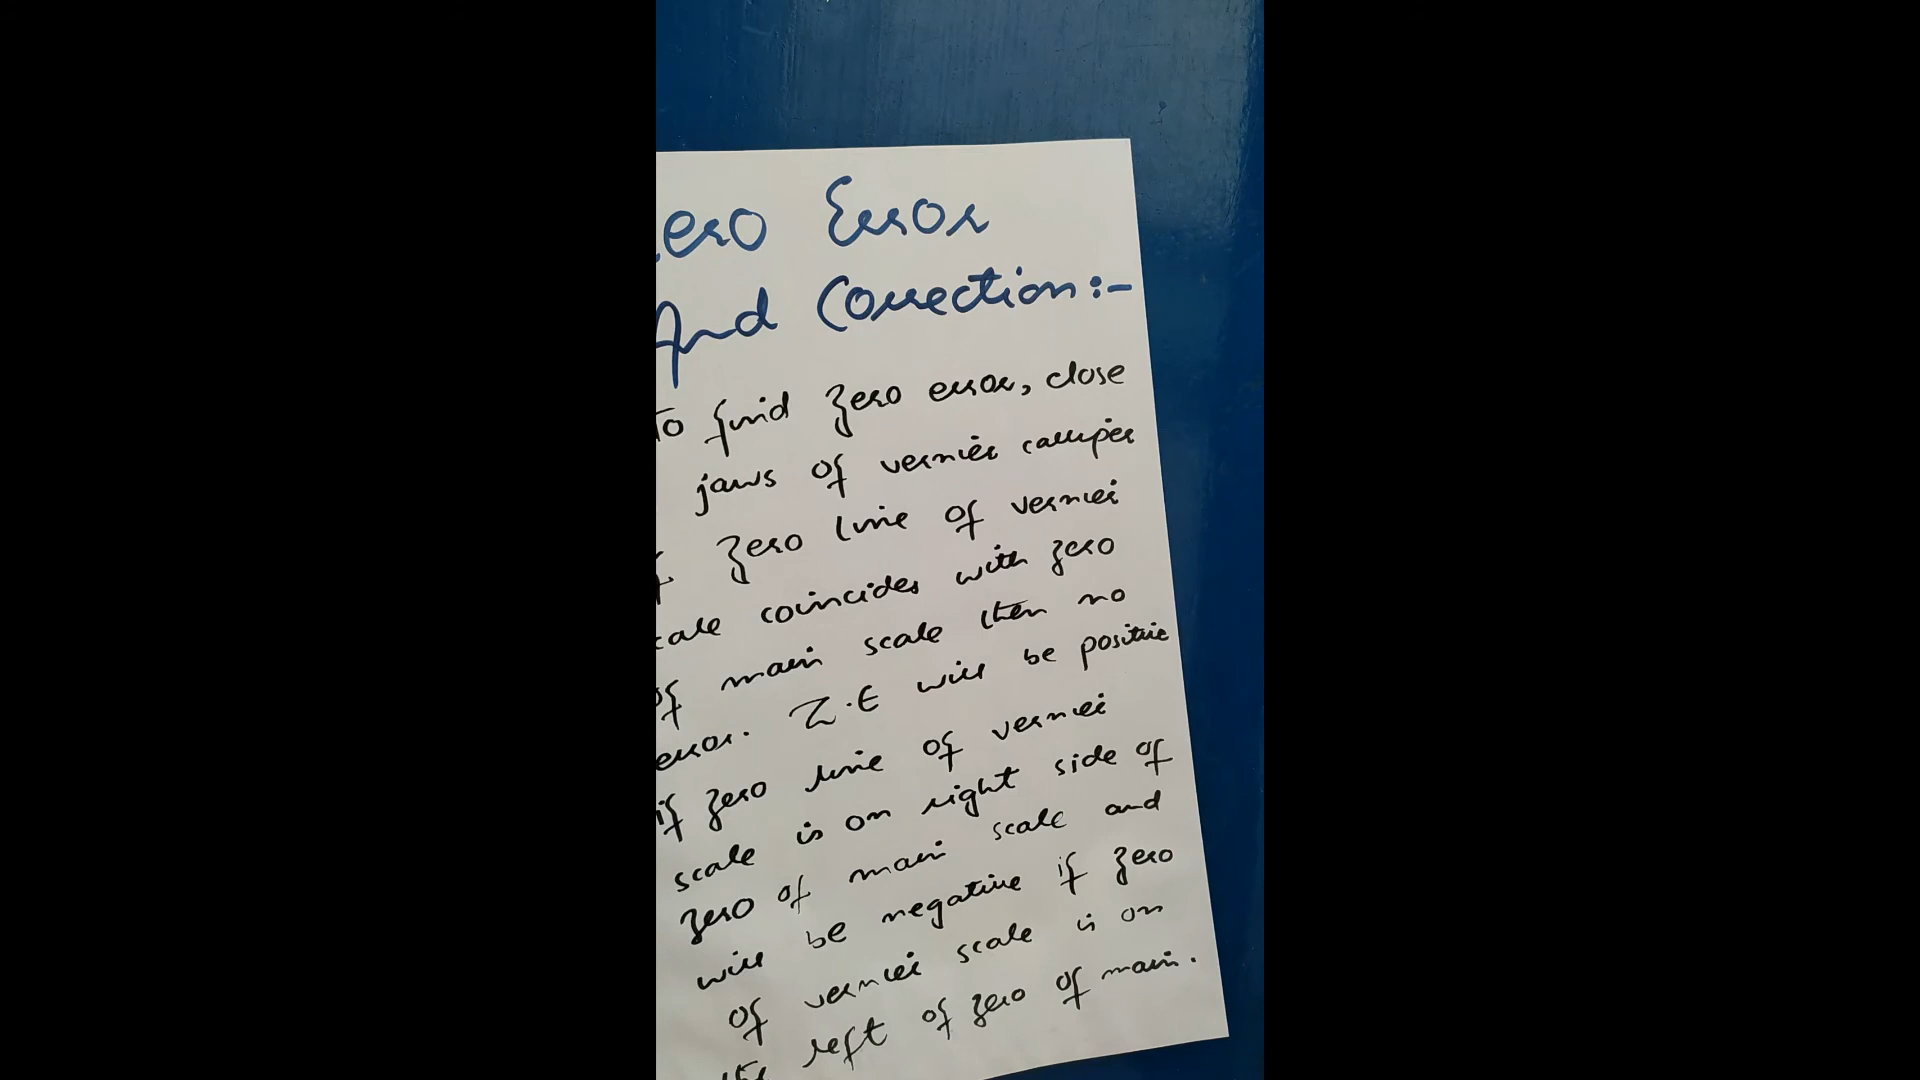 ero Error
And Correction:-
To find zero error, close
jaws of vernier calliper
f zero line of vernier
cale coincides with zero
of main scale then no
error. Z.E will be positive
if zero line of vernier
scale is on right side of
zero of main scale and
will be negative if zero
of vernier scale is on
the left of zero of main.